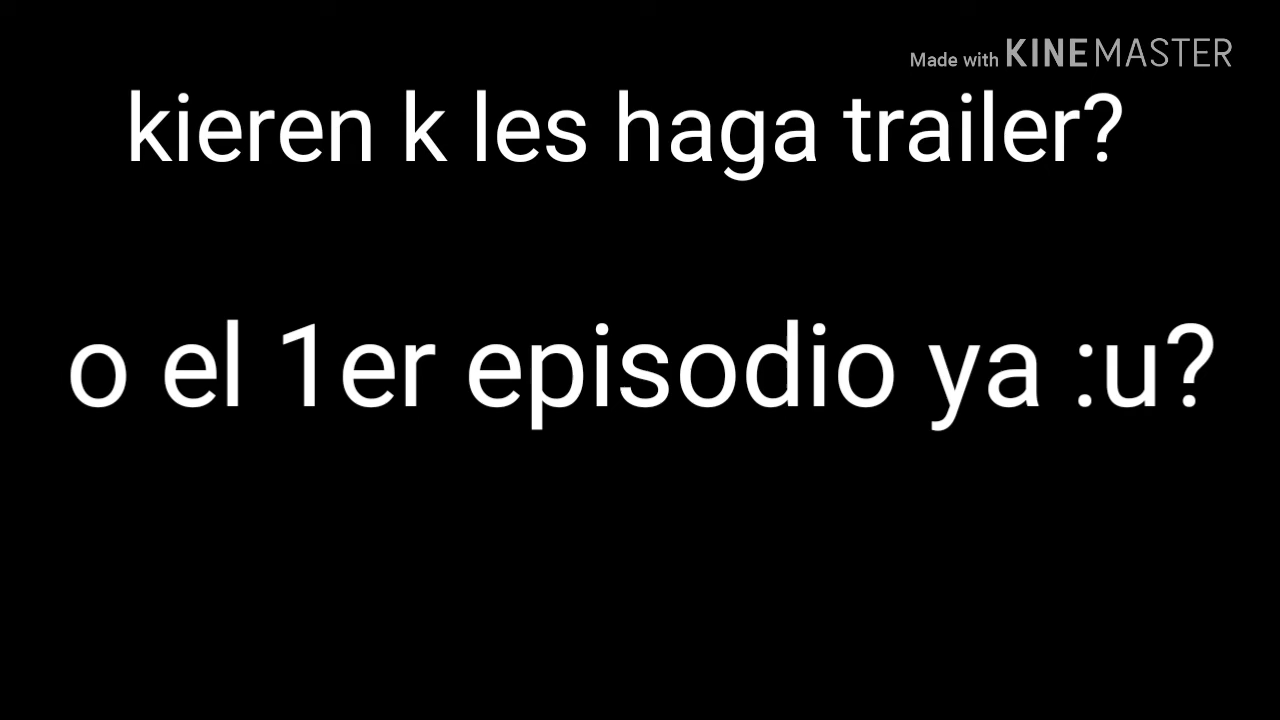 Made with KINEMASTER
kieren k les haga trailer?
o el 1er episodio ya :u?